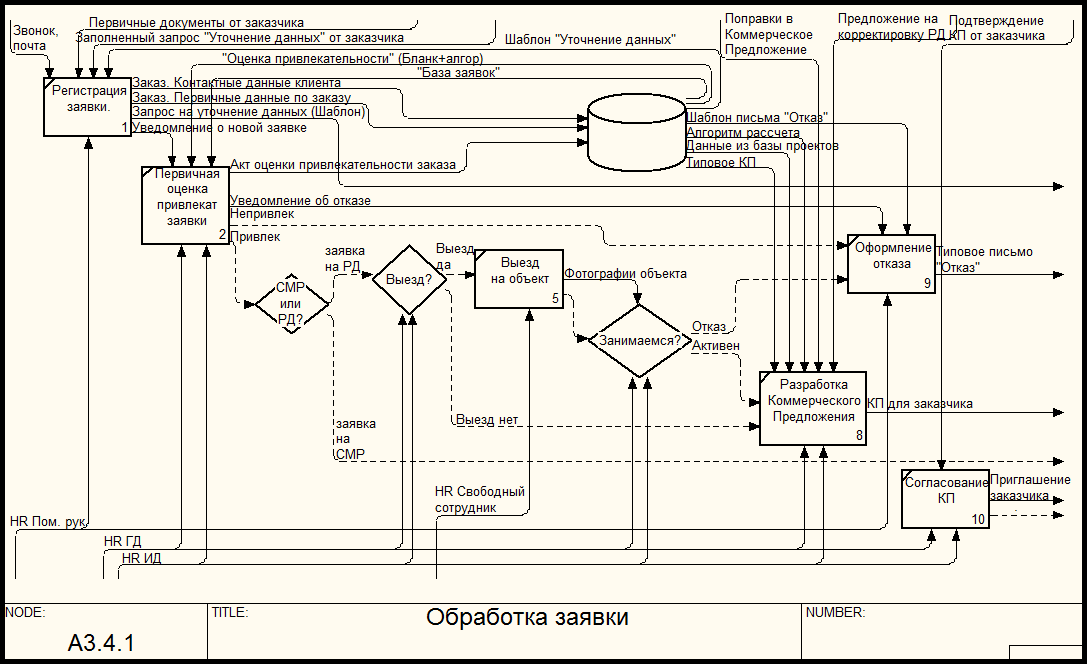 Первичные документы от заказчика
Звонок,
почта
Заполненный запрос "Уточнение данных" от заказчика
Шаблон "Уточнение данных"
Поправки в
Коммерческое
Предложение
Предложение на
корректировку РД
Подтверждение
КП от заказчика
"Оценка привлекательности" (Бланк+алгор)
"База заявок"
Регистрация
заявки.
1
Заказ. Контактные данные клиента
Заказ. Первичные данные по заказу
Запрос на уточнение данных (Шаблон)
Уведомление о новой заявке
Шаблон письма "Отказ"
Алгоритм рассчета
Данные из базы проектов
Типовое КП
Акт оценки привлекательности заказа
Первичная
оценка
привлекат
заявки
2
Уведомление об отказе
Непривлек
Привлек
СМР
или
РД?
заявка
на РД
Выезд?
Выезд
да
Выезд
на объект
5
Фотографии объекта
Оформление
отказа
9
Типовое письмо
"Отказ"
Занимаемся?
Отказ
Активен
Разработка
Коммерческого
Предложения
8
КП для заказчика
Выезд нет
заявка
на
СМР
Согласование
КП
10
Приглашение
заказчика
HR Свободный
сотрудник
HR Пом. рук
HR ГД
HR ИД
NODE:
A3.4.1
TITLE:
Обработка заявки
NUMBER: